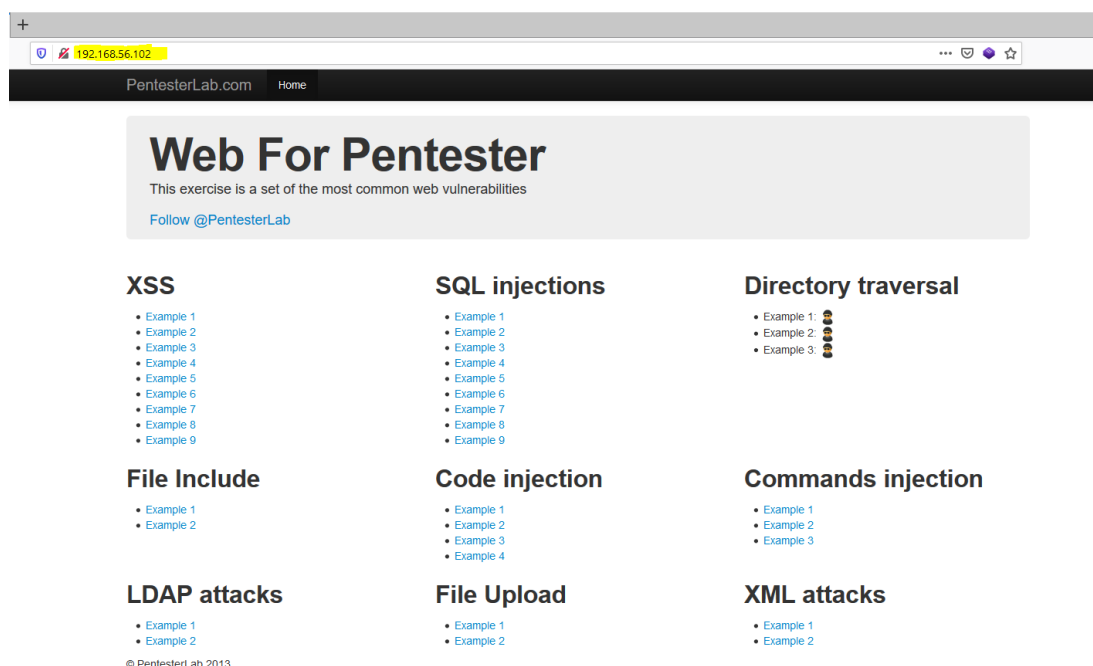 +
192.168.56.102
PentesterLab.com Home
Web For Pentester
This exercise is a set of the most common web vulnerabilities
Follow @PentesterLab
XSS
Example 1
Example 2
Example 3
Example 4
Example 5
Example 6
Example 7
Example 8
Example 9
SQL injections
Example 1
Example 2
Example 3
Example 4
Example 5
Example 6
Example 7
Example 8
Example 9
Directory traversal
Example 1:
Example 2:
Example 3:
File Include
Example 1
Example 2
Code injection
Example 1
Example 2
Example 3
Example 4
Commands injection
Example 1
Example 2
Example 3
LDAP attacks
Example 1
Example 2
File Upload
Example 1
Example 2
XML attacks
Example 1
Example 2
© PentesterLab 2013